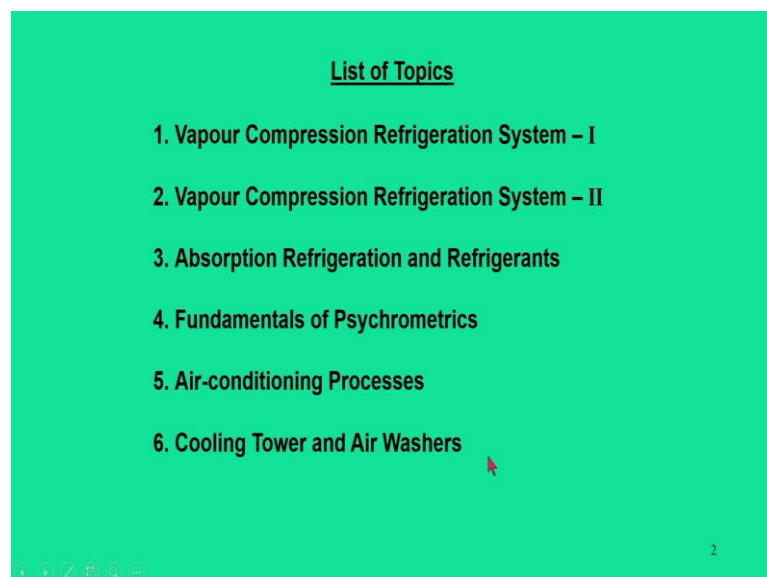 List of Topics
1. Vapour Compression Refrigeration System – I
2. Vapour Compression Refrigeration System – II
3. Absorption Refrigeration and Refrigerants
4. Fundamentals of Psychrometrics
5. Air-conditioning Processes
6. Cooling Tower and Air Washers
2